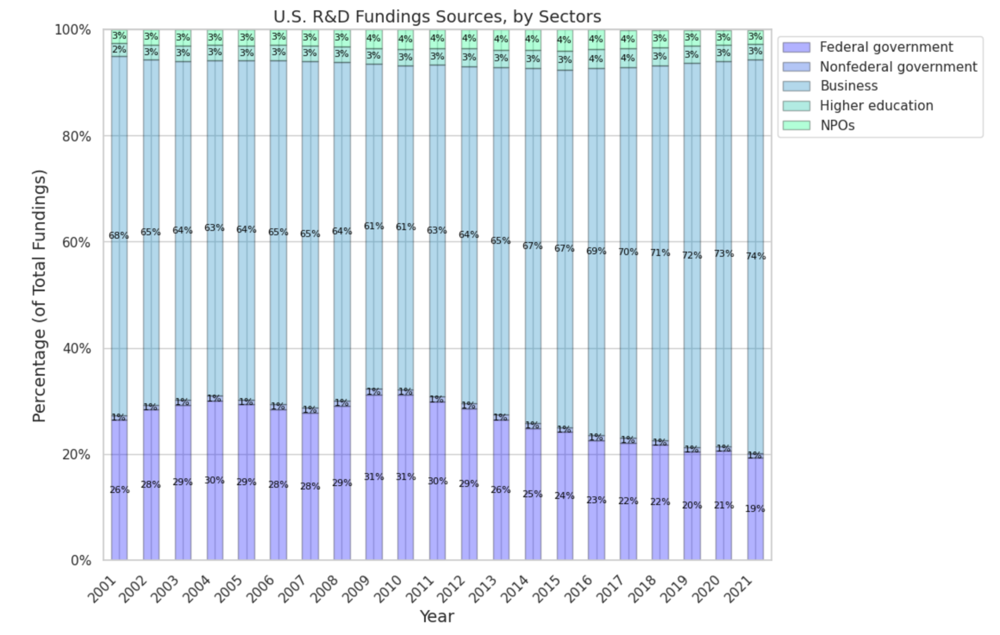 U.S. R&D Fundings Sources, by Sectors
100%
80%
60%
40%
20%
0%
Percentage (of Total Fundings)
3% 3% 3% 3% 3% 3% 3% 3% 4% 4% 4% 4% 4% 4% 4% 4% 4% 3% 3% 3% 3%
2% 3% 3% 3% 3% 3% 3% 3% 3% 3% 3% 3% 3% 3% 3% 4% 4% 3% 3% 3% 3%
68% 65% 64% 63% 64% 65% 65% 64% 61% 61% 63% 64% 65% 67% 67% 69% 70% 71% 72% 73% 74%
1% 1% 1% 1% 1% 1% 1% 1% 1% 1% 1% 1% 1% 1% 1% 1% 1% 1% 1% 1% 1%
26% 28% 29% 30% 29% 28% 28% 29% 31% 31% 30% 29% 26% 25% 24% 23% 22% 22% 20% 21% 19%
2001 2002 2003 2004 2005 2006 2007 2008 2009 2010 2011 2012 2013 2014 2015 2016 2017 2018 2019 2020 2021
Year
Federal government
Nonfederal government
Business
Higher education
NPOs